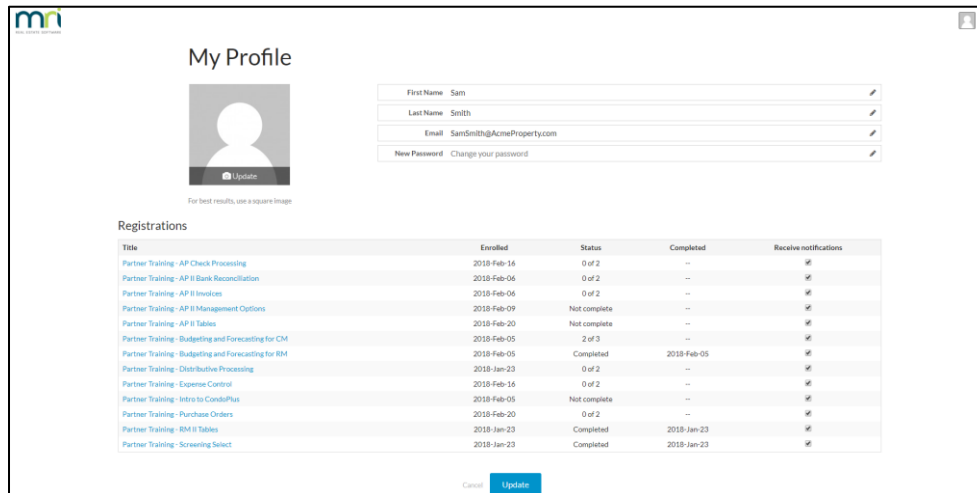 mri
REAL ESTATE SOFTWARE
My Profile
First Name Sam
Last Name Smith
Email SamSmith@AcmeProperty.com
New Password Change your password
Update
For best results, use a square image
Registrations
Title Enrolled Status Completed Receive notifications
Partner Training - AP Check Processing 2018-Feb-16 0 of 2 --
Partner Training - AP II Bank Reconciliation 2018-Feb-06 0 of 2 --
Partner Training - AP II Invoices 2018-Feb-06 0 of 2 --
Partner Training - AP II Management Options 2018-Feb-09 Not complete --
Partner Training - AP II Tables 2018-Feb-20 Not complete --
Partner Training - Budgeting and Forecasting for CM 2018-Feb-05 2 of 3 --
Partner Training - Budgeting and Forecasting for RM 2018-Feb-05 Completed 2018-Feb-05
Partner Training - Distributive Processing 2018-Jan-23 0 of 2 --
Partner Training - Expense Control 2018-Feb-16 0 of 2 --
Partner Training - Intro to CondoPlus 2018-Feb-05 Not complete --
Partner Training - Purchase Orders 2018-Feb-20 0 of 2 --
Partner Training - RM II Tables 2018-Jan-23 Completed 2018-Jan-23
Partner Training - Screening Select 2018-Jan-23 Completed 2018-Jan-23
Cancel Update